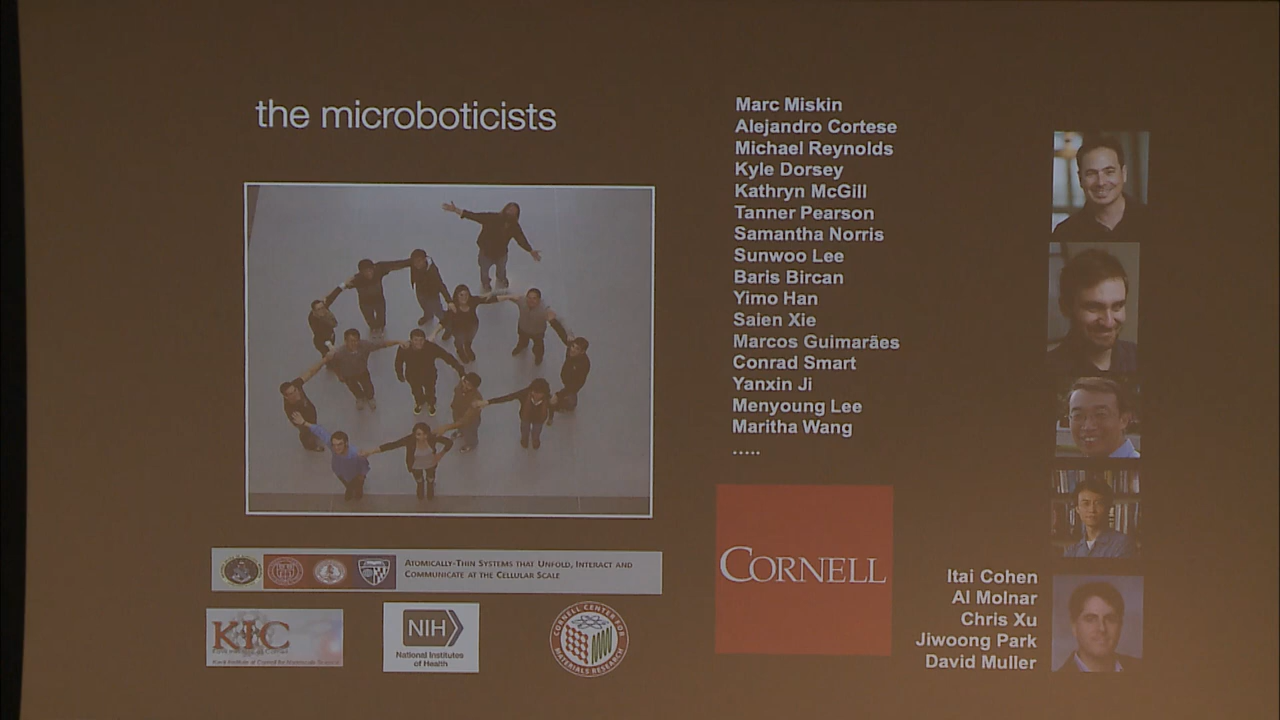 the microboticists
Marc Miskin
Alejandro Cortese
Michael Reynolds
Kyle Dorsey
Kathryn McGill
Tanner Pearson
Samantha Norris
Sunwoo Lee
Baris Bircan
Yimo Han
Saien Xie
Marcos Guimarães
Conrad Smart
Yanxin Ji
Menyoung Lee
Maritha Wang
.....
ATOMICALLY-THIN SYSTEMS THAT UNFOLD, INTERACT AND
COMMUNICATE AT THE CELLULAR SCALE
KIC
NIH
National Institutes
of Health
CORNELL CENTER FOR
MATERIALS RESEARCH
CORNELL
Itai Cohen
Al Molnar
Chris Xu
Jiwoong Park
David Muller